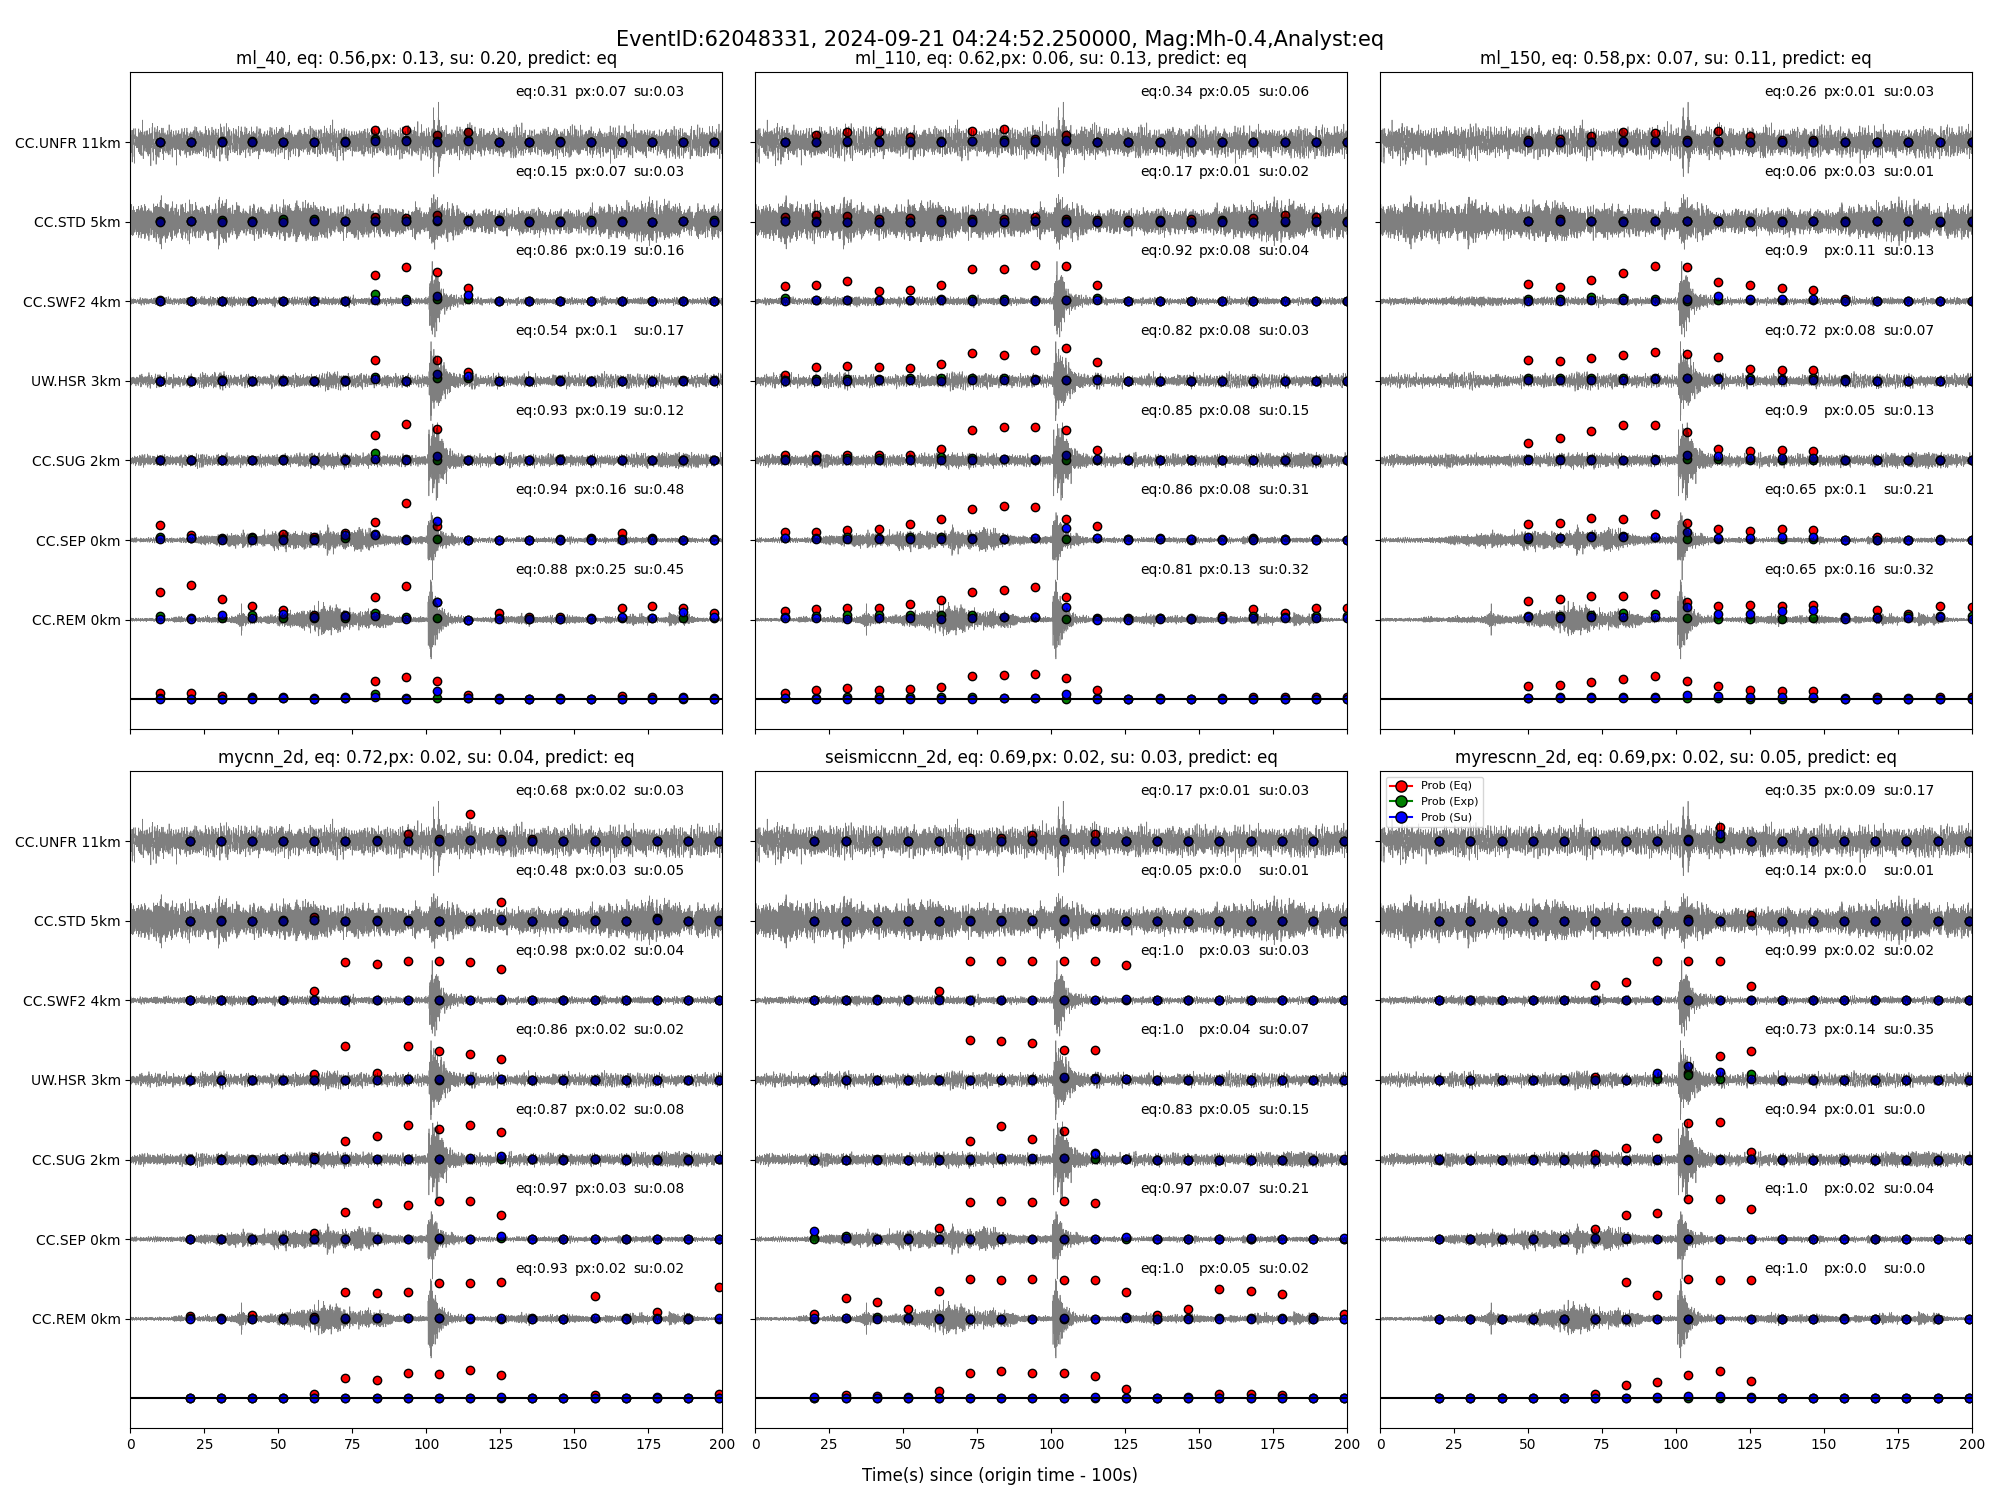 EventID:62048331, 2024-09-21 04:24:52.250000, Mag:Mh-0.4,Analyst:eq
ml_40, eq: 0.56,px: 0.13, su: 0.20, predict: eq
eq:0.31 px:0.07 su:0.03
CC.UNFR 11km
eq:0.15 px:0.07 su:0.03
CC.STD 5km
eq:0.86 px:0.19 su:0.16
CC.SWF2 4km
eq:0.54 px:0.1 su:0.17
UW.HSR 3km
eq:0.93 px:0.19 su:0.12
CC.SUG 2km
eq:0.94 px:0.16 su:0.48
CC.SEP 0km
eq:0.88 px:0.25 su:0.45
CC.REM 0km
ml_110, eq: 0.62,px: 0.06, su: 0.13, predict: eq
eq:0.34 px:0.05 su:0.06
eq:0.17 px:0.01 su:0.02
eq:0.92 px:0.08 su:0.04
eq:0.82 px:0.08 su:0.03
eq:0.85 px:0.08 su:0.15
eq:0.86 px:0.08 su:0.31
eq:0.81 px:0.13 su:0.32
ml_150, eq: 0.58,px: 0.07, su: 0.11, predict: eq
eq:0.26 px:0.01 su:0.03
eq:0.06 px:0.03 su:0.01
eq:0.9 px:0.11 su:0.13
eq:0.72 px:0.08 su:0.07
eq:0.9 px:0.05 su:0.13
eq:0.65 px:0.1 su:0.21
eq:0.65 px:0.16 su:0.32
mycnn_2d, eq: 0.72,px: 0.02, su: 0.04, predict: eq
eq:0.68 px:0.02 su:0.03
CC.UNFR 11km
eq:0.48 px:0.03 su:0.05
CC.STD 5km
eq:0.98 px:0.02 su:0.04
CC.SWF2 4km
eq:0.86 px:0.02 su:0.02
UW.HSR 3km
eq:0.87 px:0.02 su:0.08
CC.SUG 2km
eq:0.97 px:0.03 su:0.08
CC.SEP 0km
eq:0.93 px:0.02 su:0.02
CC.REM 0km
0 25 50 75 100 125 150 175 200
seismiccnn_2d, eq: 0.69,px: 0.02, su: 0.03, predict: eq
eq:0.17 px:0.01 su:0.03
eq:0.05 px:0.0 su:0.01
eq:1.0 px:0.03 su:0.03
eq:1.0 px:0.04 su:0.07
eq:0.83 px:0.05 su:0.15
eq:0.97 px:0.07 su:0.21
eq:1.0 px:0.05 su:0.02
0 25 50 75 100 125 150 175 200
myrescnn_2d, eq: 0.69,px: 0.02, su: 0.05, predict: eq
Prob (Eq)
Prob (Exp)
Prob (Su)
eq:0.35 px:0.09 su:0.17
eq:0.14 px:0.0 su:0.01
eq:0.99 px:0.02 su:0.02
eq:0.73 px:0.14 su:0.35
eq:0.94 px:0.01 su:0.0
eq:1.0 px:0.02 su:0.04
eq:1.0 px:0.0 su:0.0
0 25 50 75 100 125 150 175 200
Time(s) since (origin time - 100s)